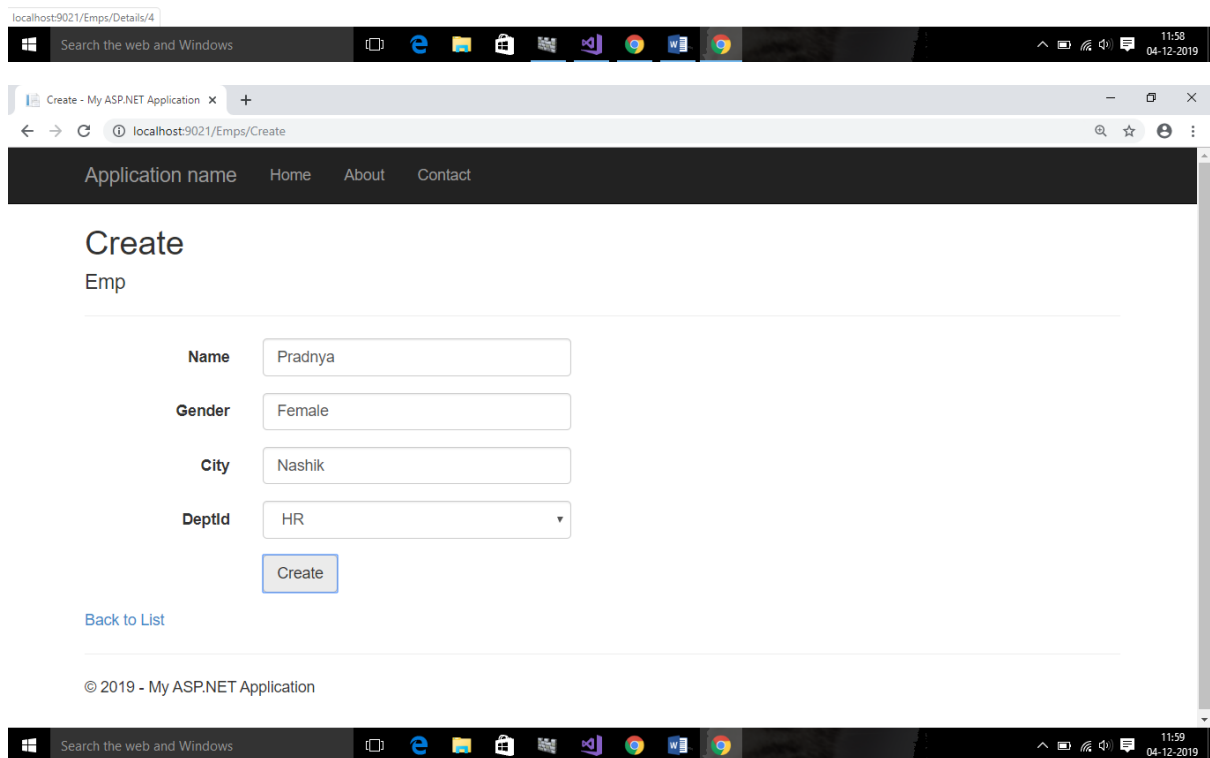 localhost:9021/Emps/Details/4
Search the web and Windows
11:58
04-12-2019
Create - My ASP.NET Application
localhost:9021/Emps/Create
Application name Home About Contact
Create
Emp
Name Pradnya
Gender Female
City Nashik
DeptId HR
Create
Back to List
© 2019 - My ASP.NET Application
Search the web and Windows
11:59
04-12-2019